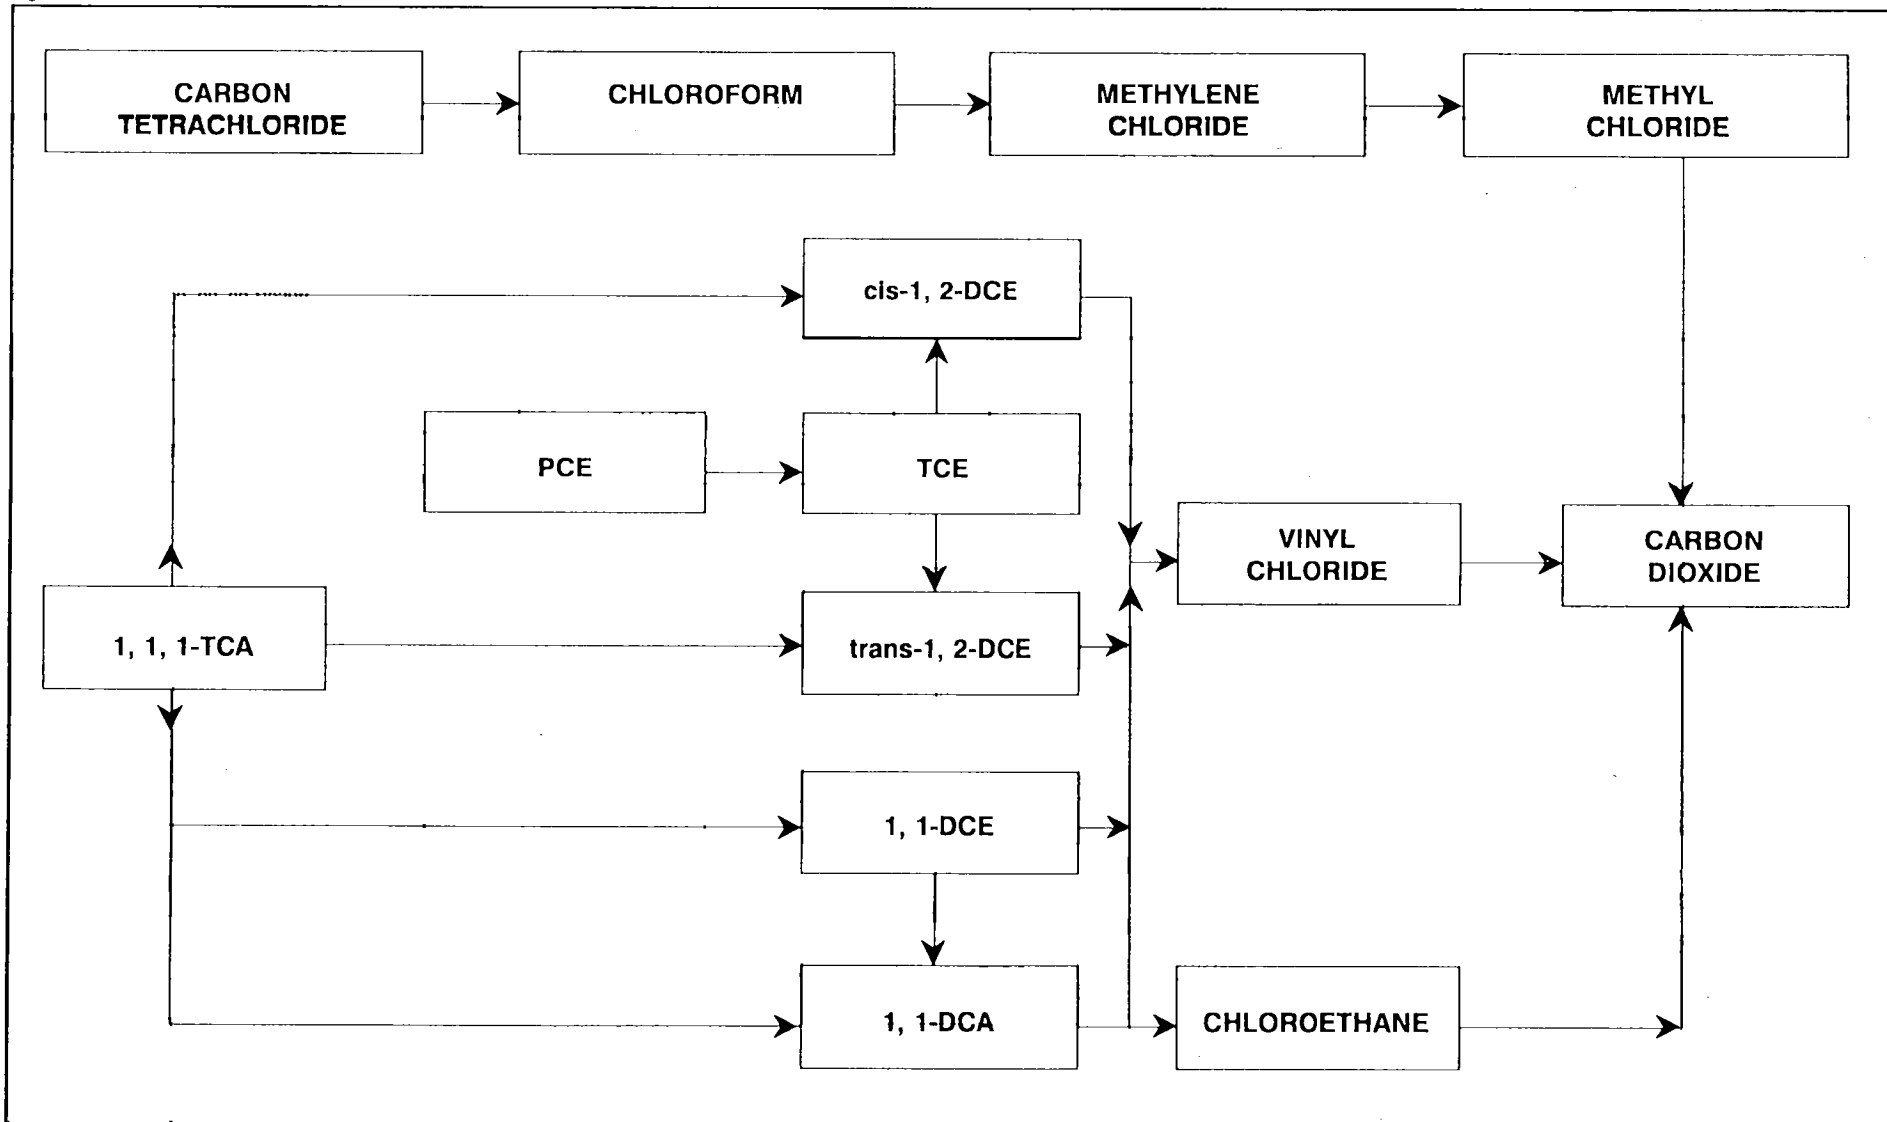 CARBON
TETRACHLORIDE
CHLOROFORM
METHYLENE
CHLORIDE
METHYL
CHLORIDE
cis-1, 2-DCE
PCE
TCE
VINYL
CHLORIDE
CARBON
DIOXIDE
1, 1, 1-TCA
trans-1, 2-DCE
1, 1-DCE
1, 1-DCA
CHLOROETHANE